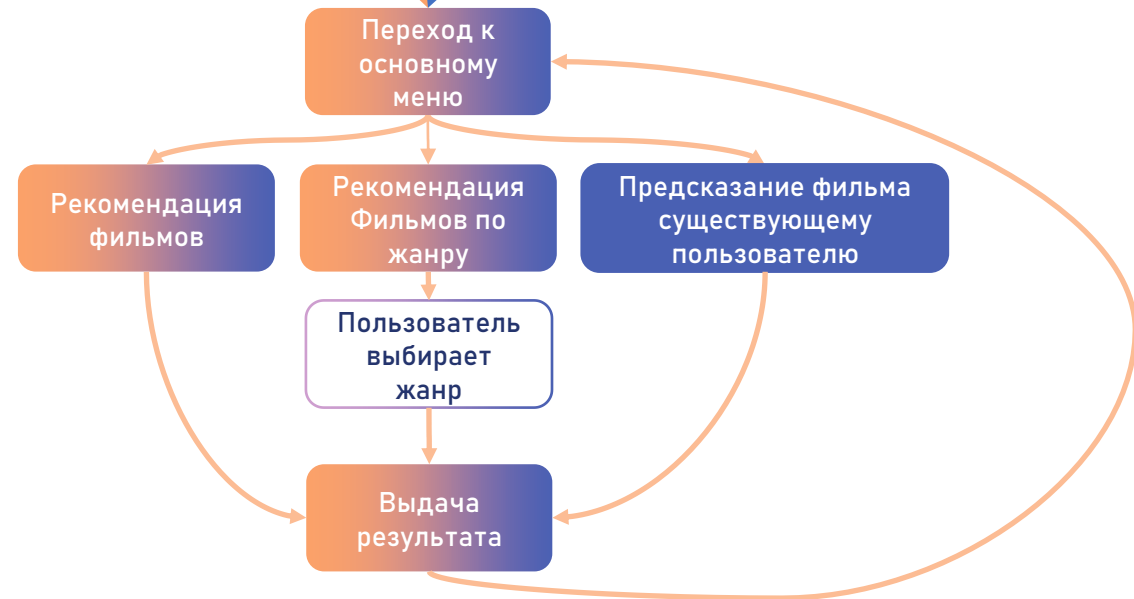 Переход к
основному
меню
Рекомендация
фильмов
Рекомендация
Фильмов по
жанру
Предсказание фильма
существующему
пользователю
Пользователь
выбирает
жанр
Выдача
результата